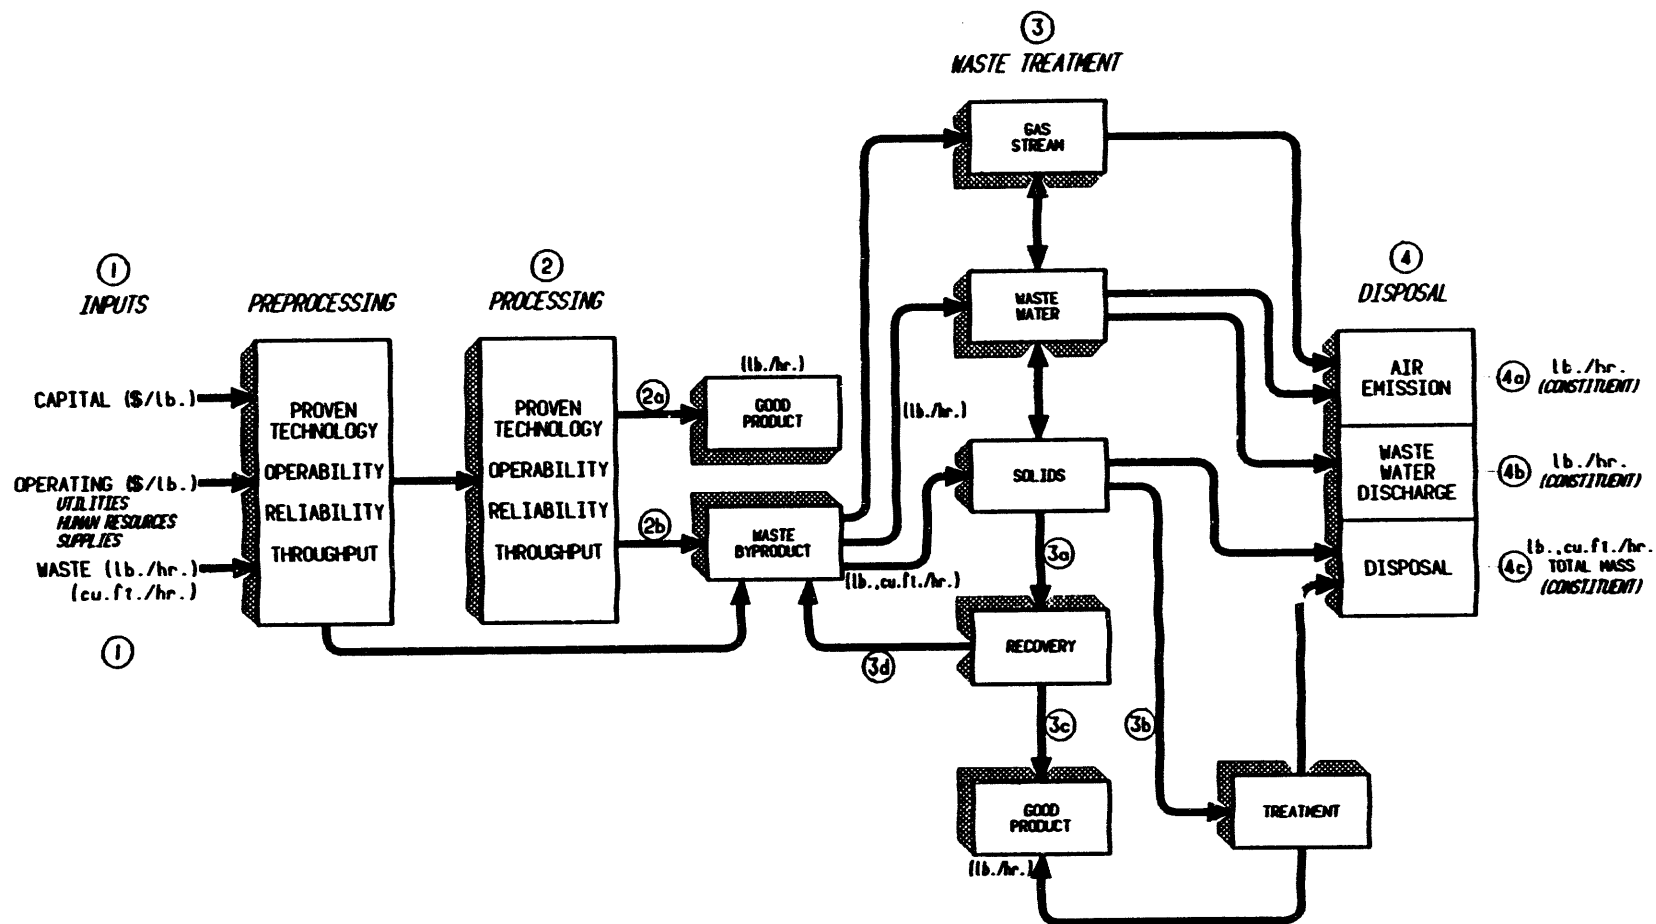 3
WASTE TREATMENT
GAS
STREAM
1
INPUTS
PREPROCESSING
2
PROCESSING
WASTE
WATER
4
DISPOSAL
CAPITAL ($/lb.)
OPERATING ($/lb.)
UTILITIES
HUMAN RESOURCES
SUPPLIES
WASTE (lb./hr.)
(cu.ft./hr.)
1
PROVEN
TECHNOLOGY
OPERABILITY
RELIABILITY
THROUGHPUT
PROVEN
TECHNOLOGY
OPERABILITY
RELIABILITY
THROUGHPUT
2a
2b
(lb./hr.)
GOOD
PRODUCT
WASTE
BYPRODUCT
(lb./hr.)
(lb.,cu.ft./hr.)
SOLIDS
3a
RECOVERY
3d
3c
3b
GOOD
PRODUCT
(lb./hr.)
TREATMENT
AIR
EMISSION
WASTE
WATER
DISCHARGE
DISPOSAL
4a
lb./hr.
(CONSTITUENT)
4b
lb./hr.
(CONSTITUENT)
4c
lb.,cu.ft./hr.
TOTAL MASS
(CONSTITUENT)